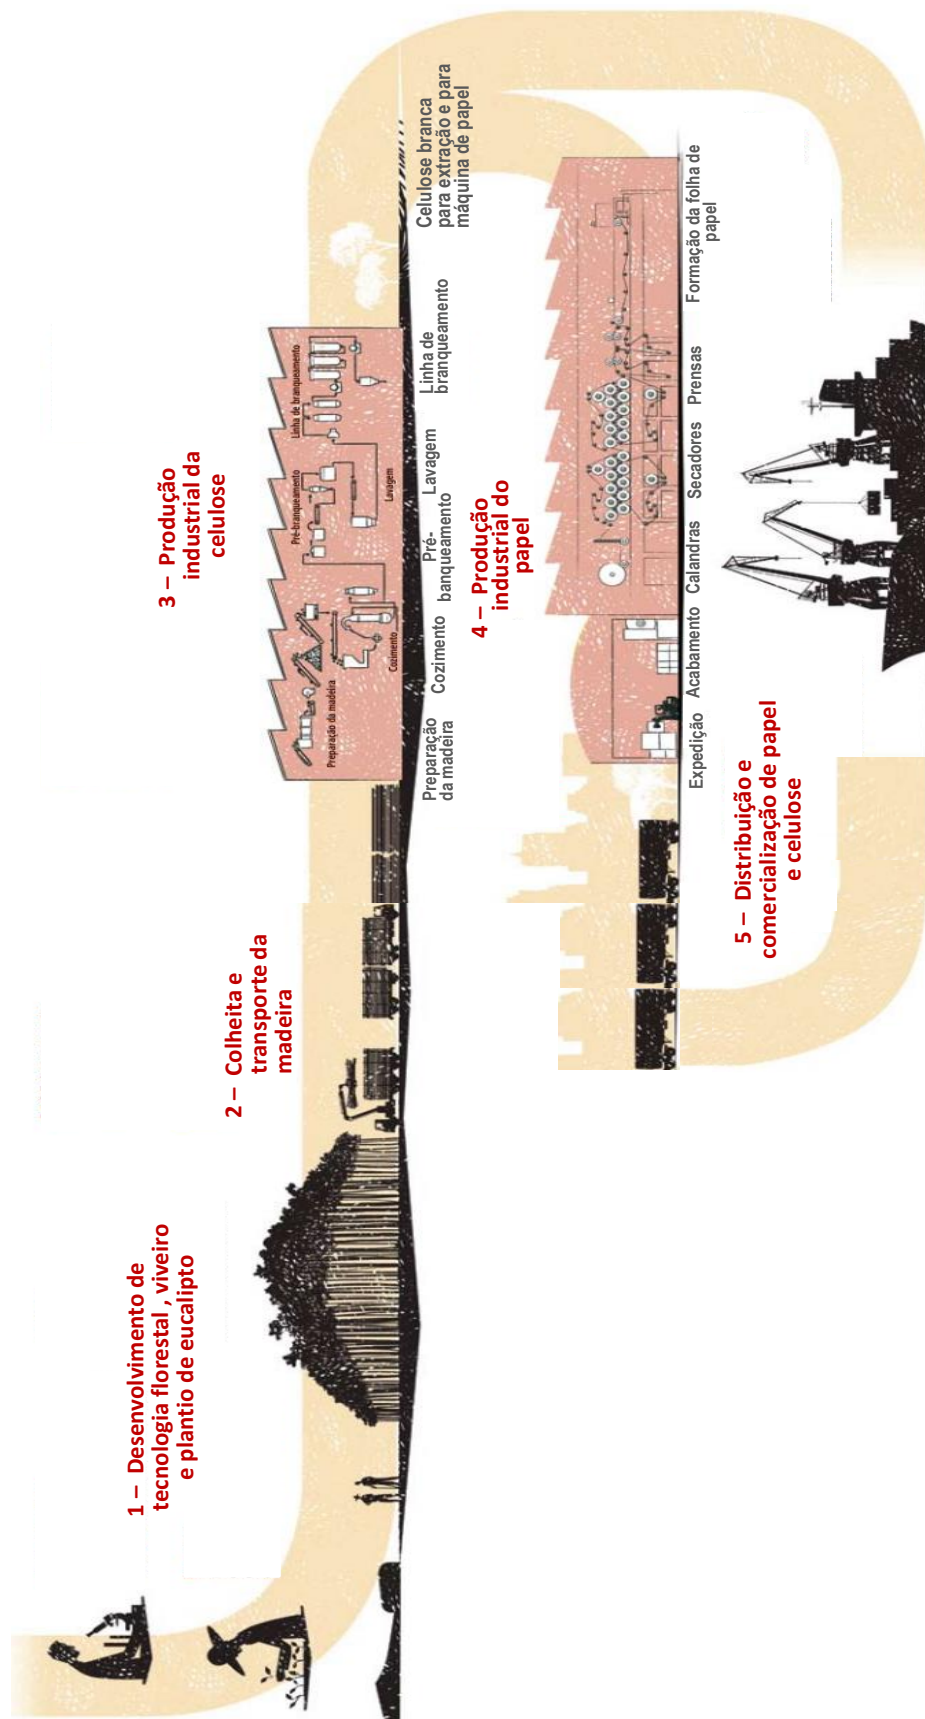 1 – Desenvolvimento de
tecnologia florestal , viveiro
e plantio de eucalipto
2 – Colheita e
transporte da
madeira
3 – Produção
industrial da
celulose
Preparação da madeira
Cozimento
Pré-branqueamento
Lavagem
Linha de branqueamento
Preparação
da madeira
Cozimento
Pré-
banqueamento
Lavagem
Linha de
branqueamento
Celulose branca
para extração e para
máquina de papel
4 – Produção
industrial do
papel
Expedição
Acabamento
Calandras
Secadores
Prensas
Formação da folha de
papel
5 – Distribuição e
comercialização de papel
e celulose